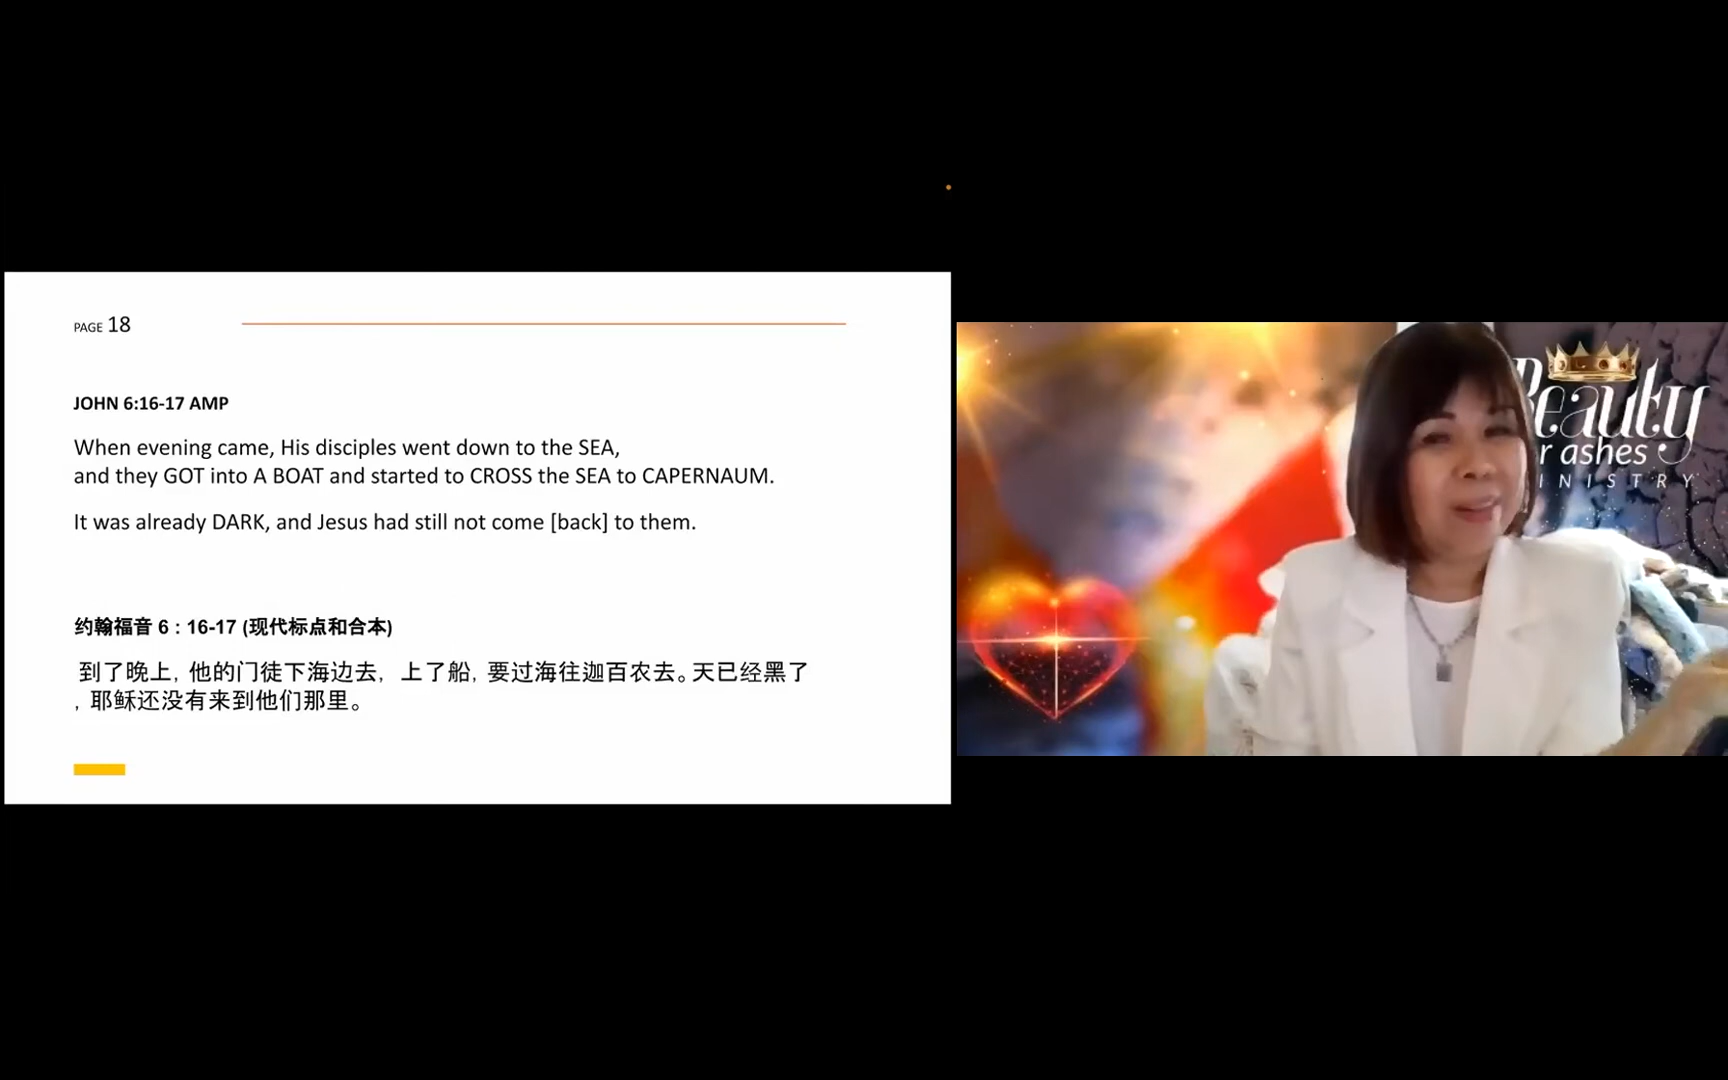 PAGE 18
JOHN 6:16-17 AMP
When evening came, His disciples went down to the SEA,
and they GOT into A BOAT and started to CROSS the SEA to CAPERNAUM.
It was already DARK, and Jesus had still not come [back] to them.
约翰福音 6 : 16-17 (现代标点和合本)
到了晚上, 他的门徒下海边去, 上了船, 要过海往迦百农去。天已经黑了
, 耶稣还没有来到他们那里。
Beauty
r ashes
INISTRY